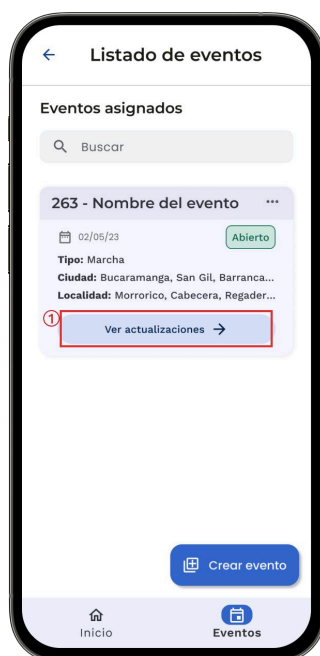 Listado de eventos
Eventos asignados
Buscar
263 - Nombre del evento ...
02/05/23
Abierto
Tipo: Marcha
Ciudad: Bucaramanga, San Gil, Barranca...
Localidad: Morrorico, Cabecera, Regader...
1
Ver actualizaciones →
Crear evento
Inicio
Eventos